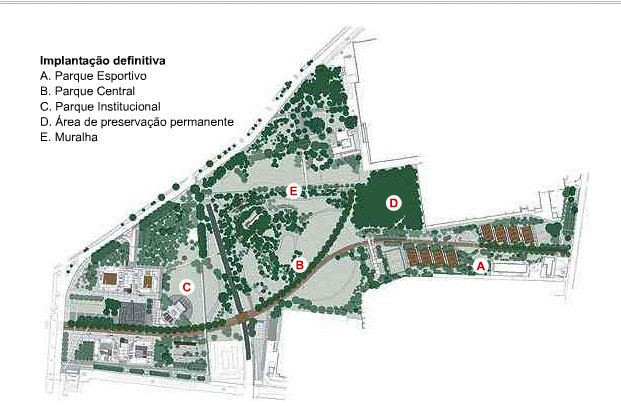 Implantação definitiva
A. Parque Esportivo
B. Parque Central
C. Parque Institucional
D. Área de preservação permanente
E. Muralha
E
D
B
A
C